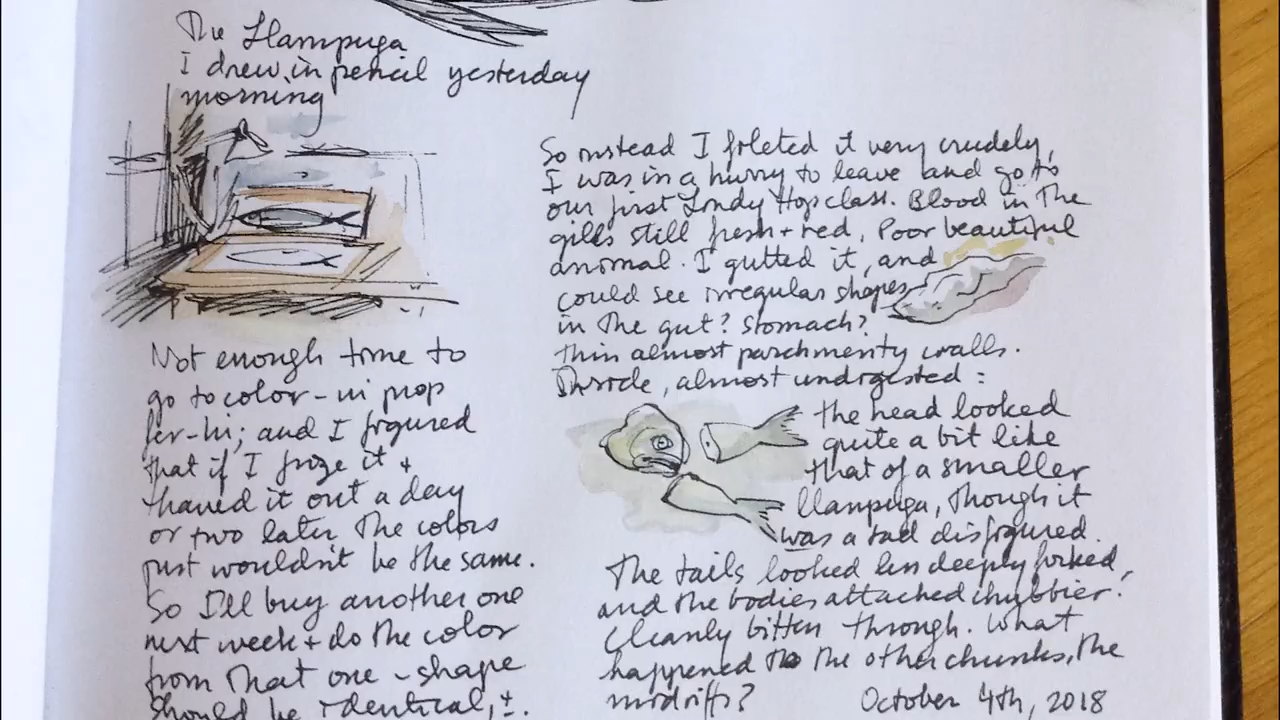 The Llampuga
I drew in pencil yesterday
morning
Not enough time to
go to color-in prop
per-ly; and I figured
that if I froze it +
thawed it out a day
or two later the colors
just wouldn't be the same.
So I'll buy another one
next week + do the color
from that one - shape
should be identical, ±.
So instead I fileted it very crudely,
I was in a hurry to leave and go to
our first Lindy Hop class. Blood in the
gills still fresh + red, Poor beautiful
animal. I gutted it, and
could see irregular shapes
in the gut? Stomach?
thin almost parchmenty walls.
Inside, almost undigested:
the head looked
quite a bit like
that of a smaller
llampuga, though it
was a tad disfigured.
The tails looked less deeply forked,
and the bodies attached chubbier.
Cleanly bitten through. What
happened to the other chunks, the
midriffs?
October 4th, 2018